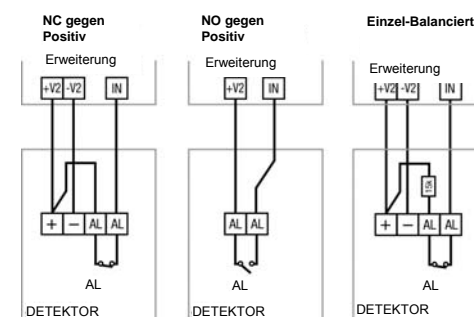 NC gegen
Positiv
Erweiterung
+V2 -V2 IN
+ − AL AL
AL
DETEKTOR
NO gegen
Positiv
Erweiterung
+V2 IN
AL AL
AL
DETEKTOR
Einzel-Balanciert
Erweiterung
+V2 -V2 IN
15k
+ − AL AL
AL
DETEKTOR